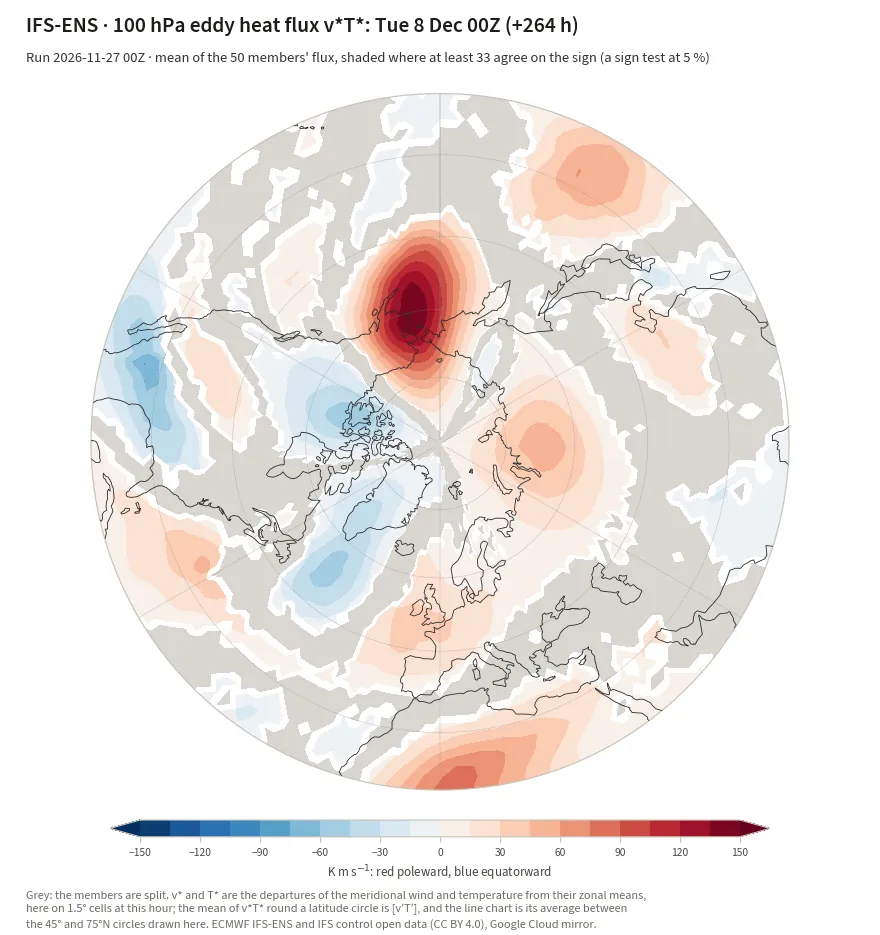 IFS-ENS · 100 hPa eddy heat flux v*T*: Tue 8 Dec 00Z (+264 h)
Run 2026-11-27 00Z · mean of the 50 members' flux, shaded where at least 33 agree on the sign (a sign test at 5 %)
−150 −120 −90 −60 −30 0 30 60 90 120 150
K m s⁻¹: red poleward, blue equatorward
Grey: the members are split. v* and T* are the departures of the meridional wind and temperature from their zonal means,
here on 1.5° cells at this hour; the mean of v*T* round a latitude circle is [v′T′], and the line chart is its average between
the 45° and 75°N circles drawn here. ECMWF IFS-ENS and IFS control open data (CC BY 4.0), Google Cloud mirror.